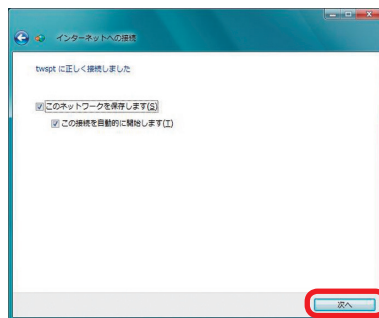 インターネットへの接続
twspt に正しく接続しました
このネットワークを保存します(S)
この接続を自動的に開始します(T)
次へ